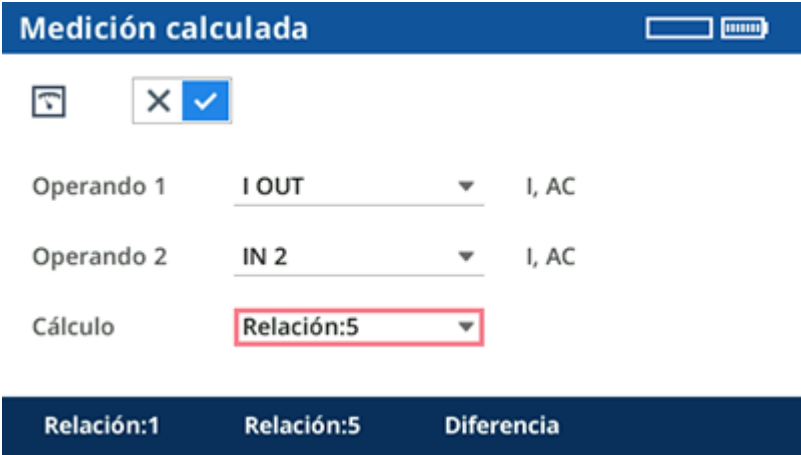 Medición calculada
Operando 1 I OUT I, AC
Operando 2 IN 2 I, AC
Cálculo Relación:5
Relación:1 Relación:5 Diferencia